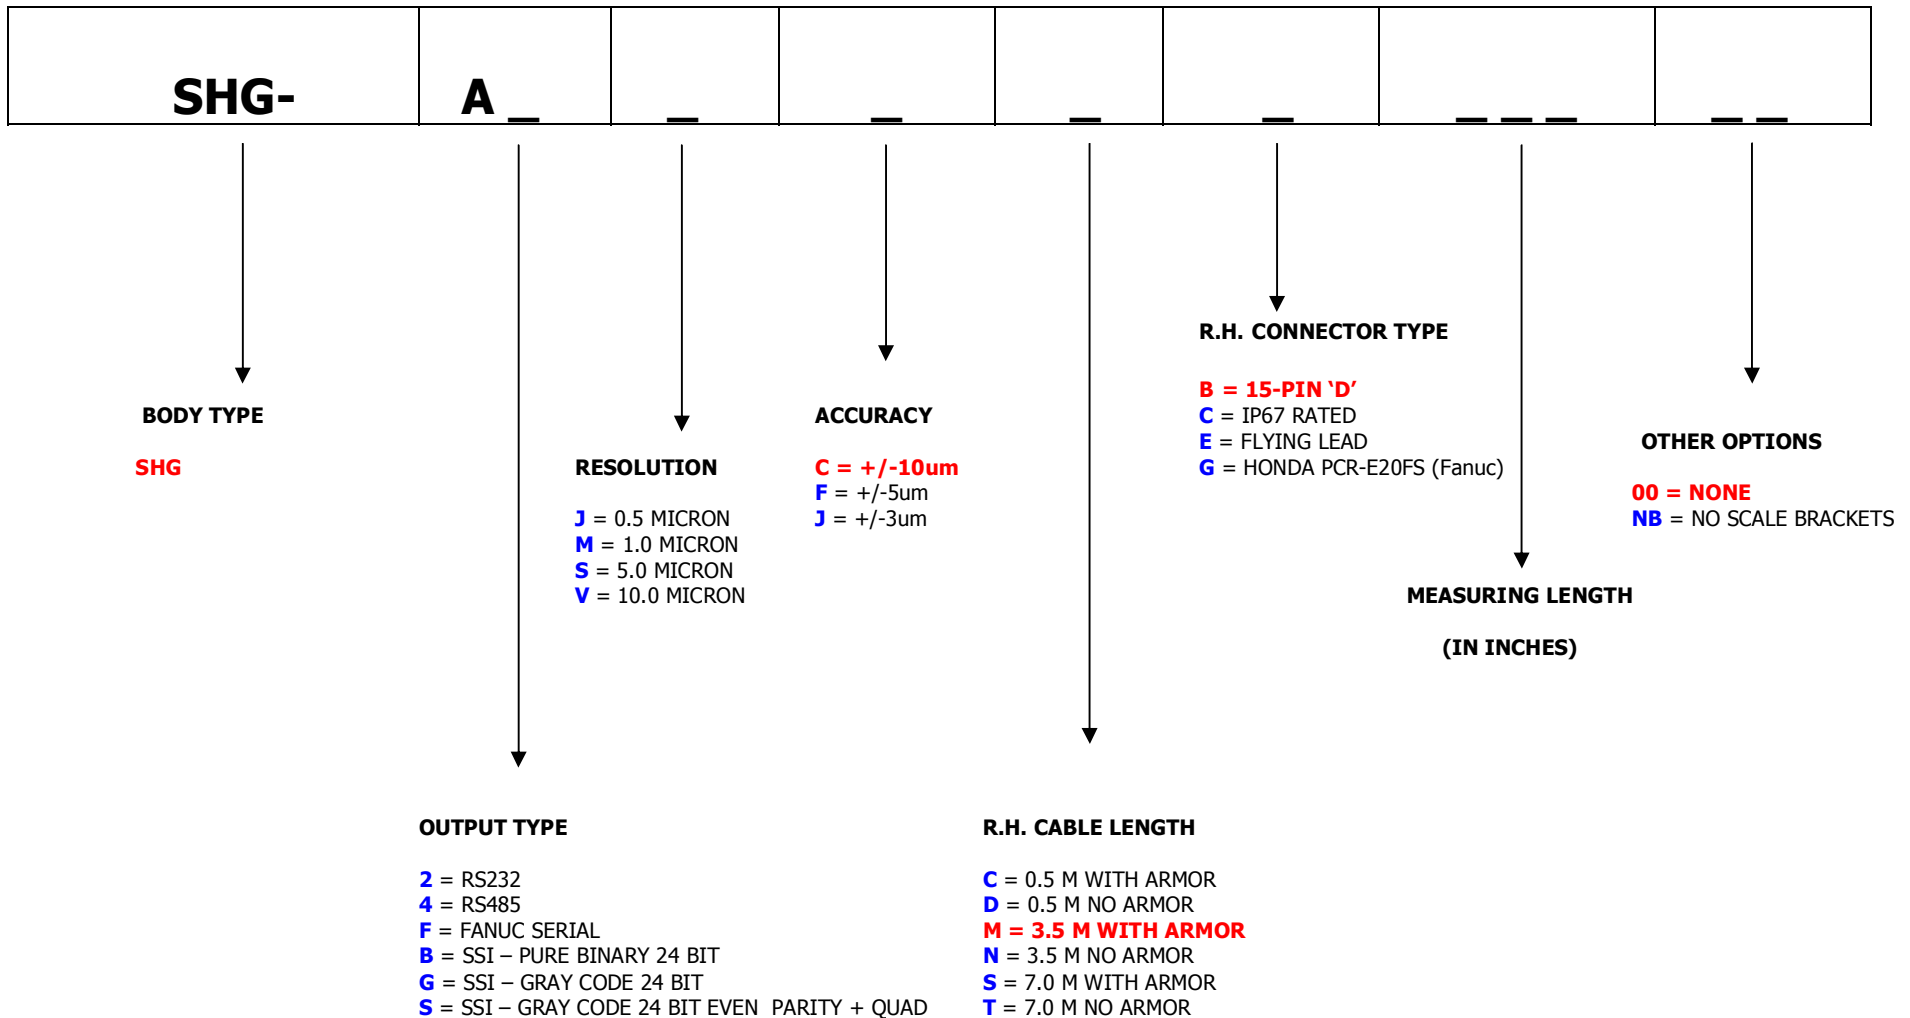 SHG- A _ _ _ _ _ _ _ _ _ _
R.H. CONNECTOR TYPE
B = 15-PIN ‘D’
C = IP67 RATED
E = FLYING LEAD
G = HONDA PCR-E20FS (Fanuc)
BODY TYPE
SHG
RESOLUTION
J = 0.5 MICRON
M = 1.0 MICRON
S = 5.0 MICRON
V = 10.0 MICRON
ACCURACY
C = +/-10um
F = +/-5um
J = +/-3um
OTHER OPTIONS
00 = NONE
NB = NO SCALE BRACKETS
MEASURING LENGTH
(IN INCHES)
OUTPUT TYPE
2 = RS232
4 = RS485
F = FANUC SERIAL
B = SSI – PURE BINARY 24 BIT
G = SSI – GRAY CODE 24 BIT
S = SSI – GRAY CODE 24 BIT EVEN PARITY + QUAD
R.H. CABLE LENGTH
C = 0.5 M WITH ARMOR
D = 0.5 M NO ARMOR
M = 3.5 M WITH ARMOR
N = 3.5 M NO ARMOR
S = 7.0 M WITH ARMOR
T = 7.0 M NO ARMOR